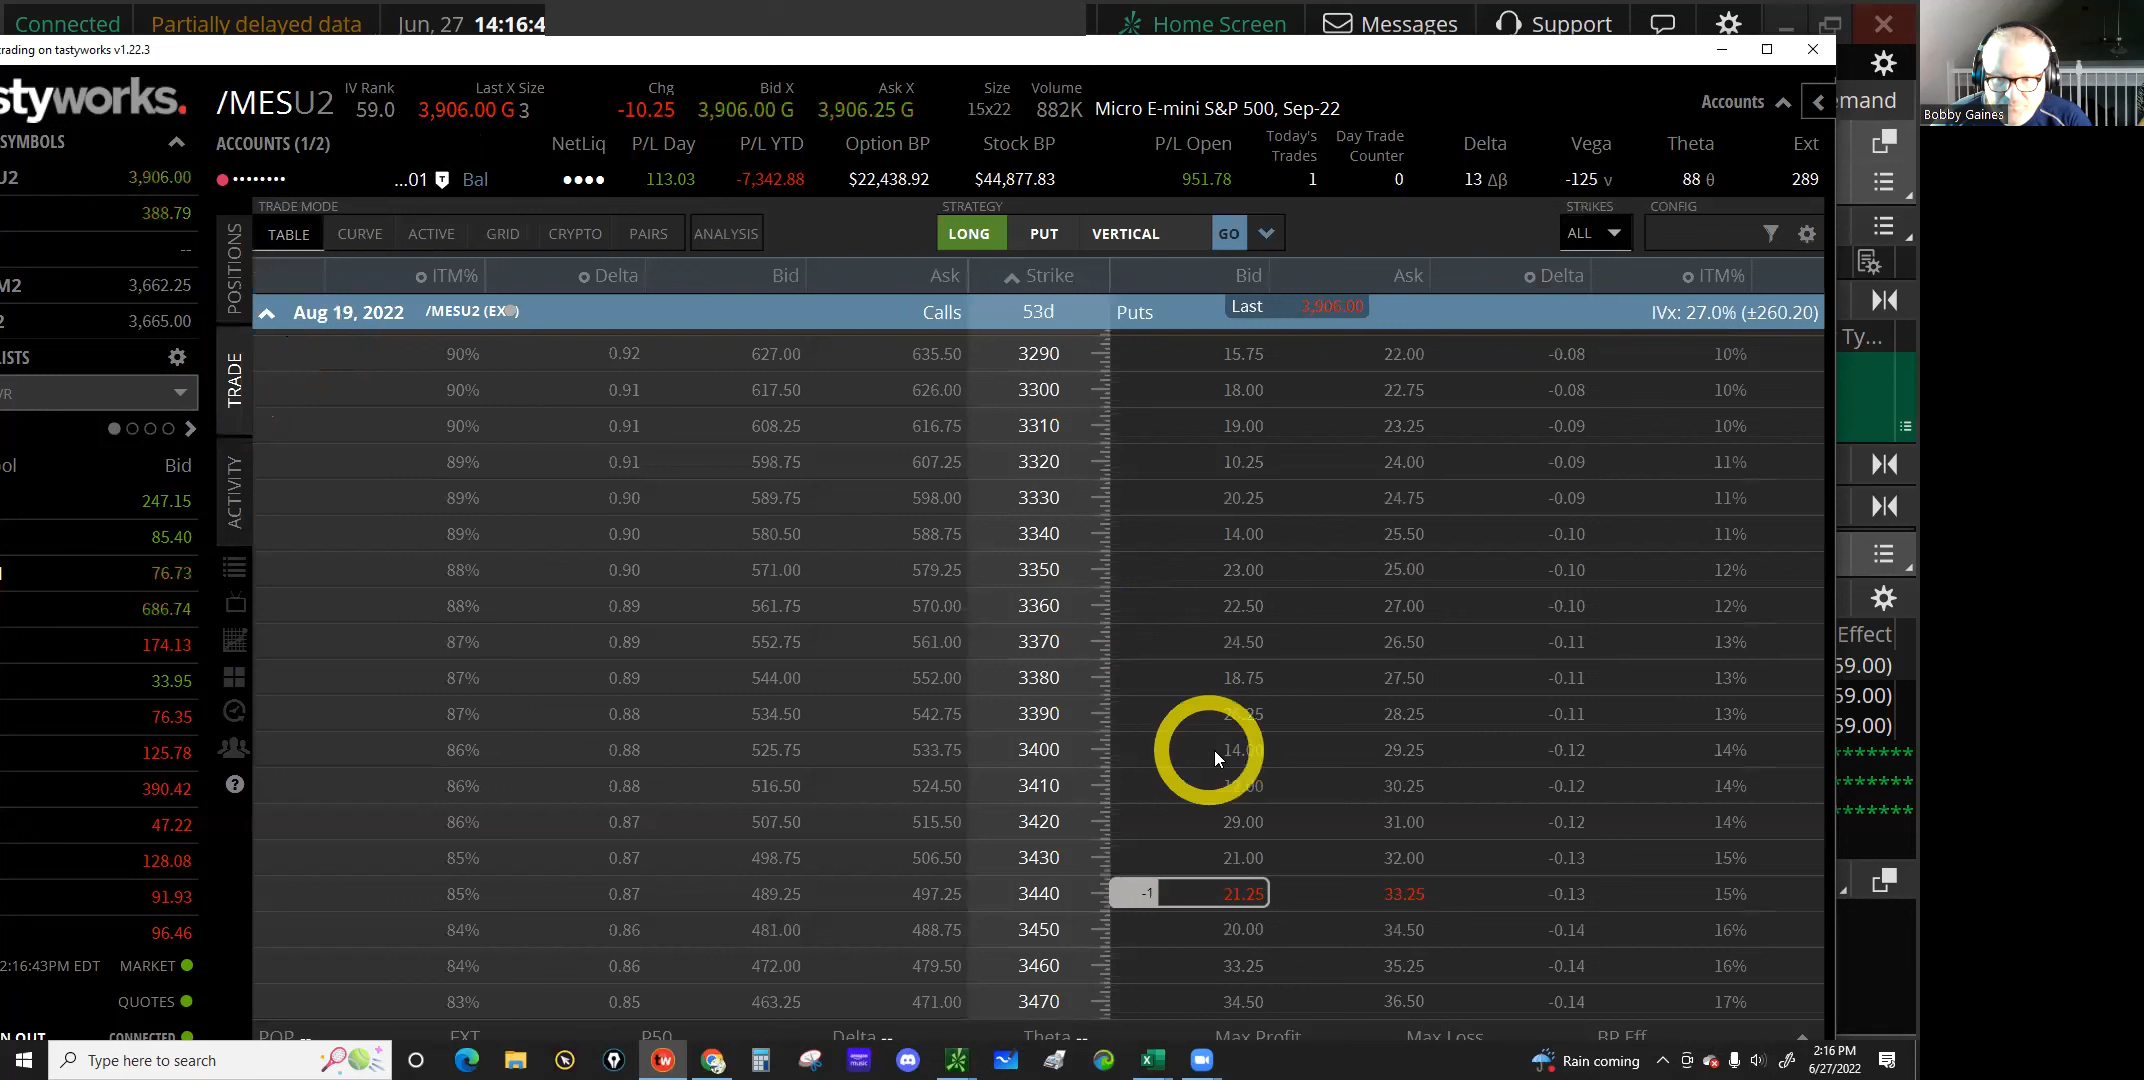 Connected Partially delayed data Jun, 27 14:16:4 Home Screen Messages Support
trading on tastyworks v1.22.3
styworks. /MESU2 IV Rank 59.0 Last X Size 3,906.00 G 3 Chg -10.25 Bid X 3,906.00 G Ask X 3,906.25 G Size 15x22 Volume 882K Micro E-mini S&P 500, Sep-22 Accounts emand
Bobby Gaines
SYMBOLS ACCOUNTS (1/2) NetLiq P/L Day P/L YTD Option BP Stock BP P/L Open Today's Trades Day Trade Counter Delta Vega Theta Ext
U2 3,906.00 •••••••• ...01 T Bal •••• 113.03 -7,342.88 $22,438.92 $44,877.83 951.78 1 0 13 Δβ -125 ν 88 θ 289
388.79 TRADE MODE STRATEGY STRIKES CONFIG
-- TABLE CURVE ACTIVE GRID CRYPTO PAIRS ANALYSIS LONG PUT VERTICAL GO ALL
M2 3,662.25 POSITIONS ITM% Delta Bid Ask Strike Bid Ask Delta ITM%
2 3,665.00 Aug 19, 2022 /MESU2 (EX) Calls 53d Puts Last 3,906.00 IVx: 27.0% (±260.20) Ty...
LISTS TRADE 90% 0.92 627.00 635.50 3290 15.75 22.00 -0.08 10%
VR 90% 0.91 617.50 626.00 3300 18.00 22.75 -0.08 10%
90% 0.91 608.25 616.75 3310 19.00 23.25 -0.09 10%
ol Bid ACTIVITY 89% 0.91 598.75 607.25 3320 10.25 24.00 -0.09 11%
247.15 89% 0.90 589.75 598.00 3330 20.25 24.75 -0.09 11%
85.40 89% 0.90 580.50 588.75 3340 14.00 25.50 -0.10 11%
76.73 88% 0.90 571.00 579.25 3350 23.00 25.00 -0.10 12%
686.74 88% 0.89 561.75 570.00 3360 22.50 27.00 -0.10 12%
174.13 87% 0.89 552.75 561.00 3370 24.50 26.50 -0.11 13% Effect
33.95 87% 0.89 544.00 552.00 3380 18.75 27.50 -0.11 13% 59.00)
76.35 87% 0.88 534.50 542.75 3390 28.25 -0.11 13% 59.00)
59.00)
125.78 86% 0.88 525.75 533.75 3400 14.00 29.25 -0.12 14% *******
390.42 86% 0.88 516.50 524.50 3410 30.25 -0.12 14% *******
47.22 86% 0.87 507.50 515.50 3420 29.00 31.00 -0.12 14% *******
128.08 85% 0.87 498.75 506.50 3430 21.00 32.00 -0.13 15%
91.93 85% 0.87 489.25 497.25 3440 -1 21.25 33.25 -0.13 15%
96.46 84% 0.86 481.00 488.75 3450 20.00 34.50 -0.14 16%
2:16:43PM EDT MARKET 84% 0.86 472.00 479.50 3460 33.25 35.25 -0.14 16%
QUOTES 83% 0.85 463.25 471.00 3470 34.50 36.50 -0.14 17%
N OUT CONNECTED POP -- EXT P50 Delta -- Theta -- Max Profit Max Loss BP Eff
Type here to search Rain coming 2:16 PM
6/27/2022